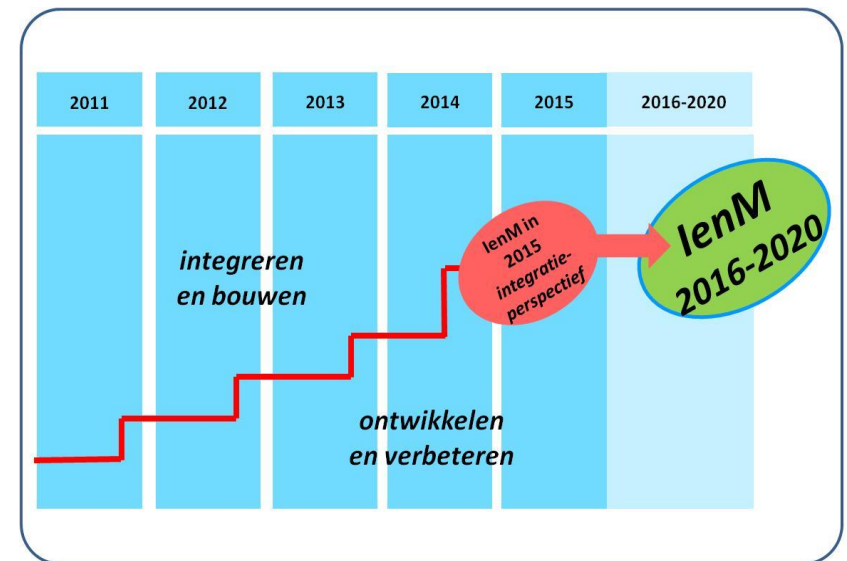 2011 2012 2013 2014 2015 2016-2020
integreren
en bouwen
IenM in
2015
integratie-
perspectief
IenM
2016-2020
ontwikkelen
en verbeteren